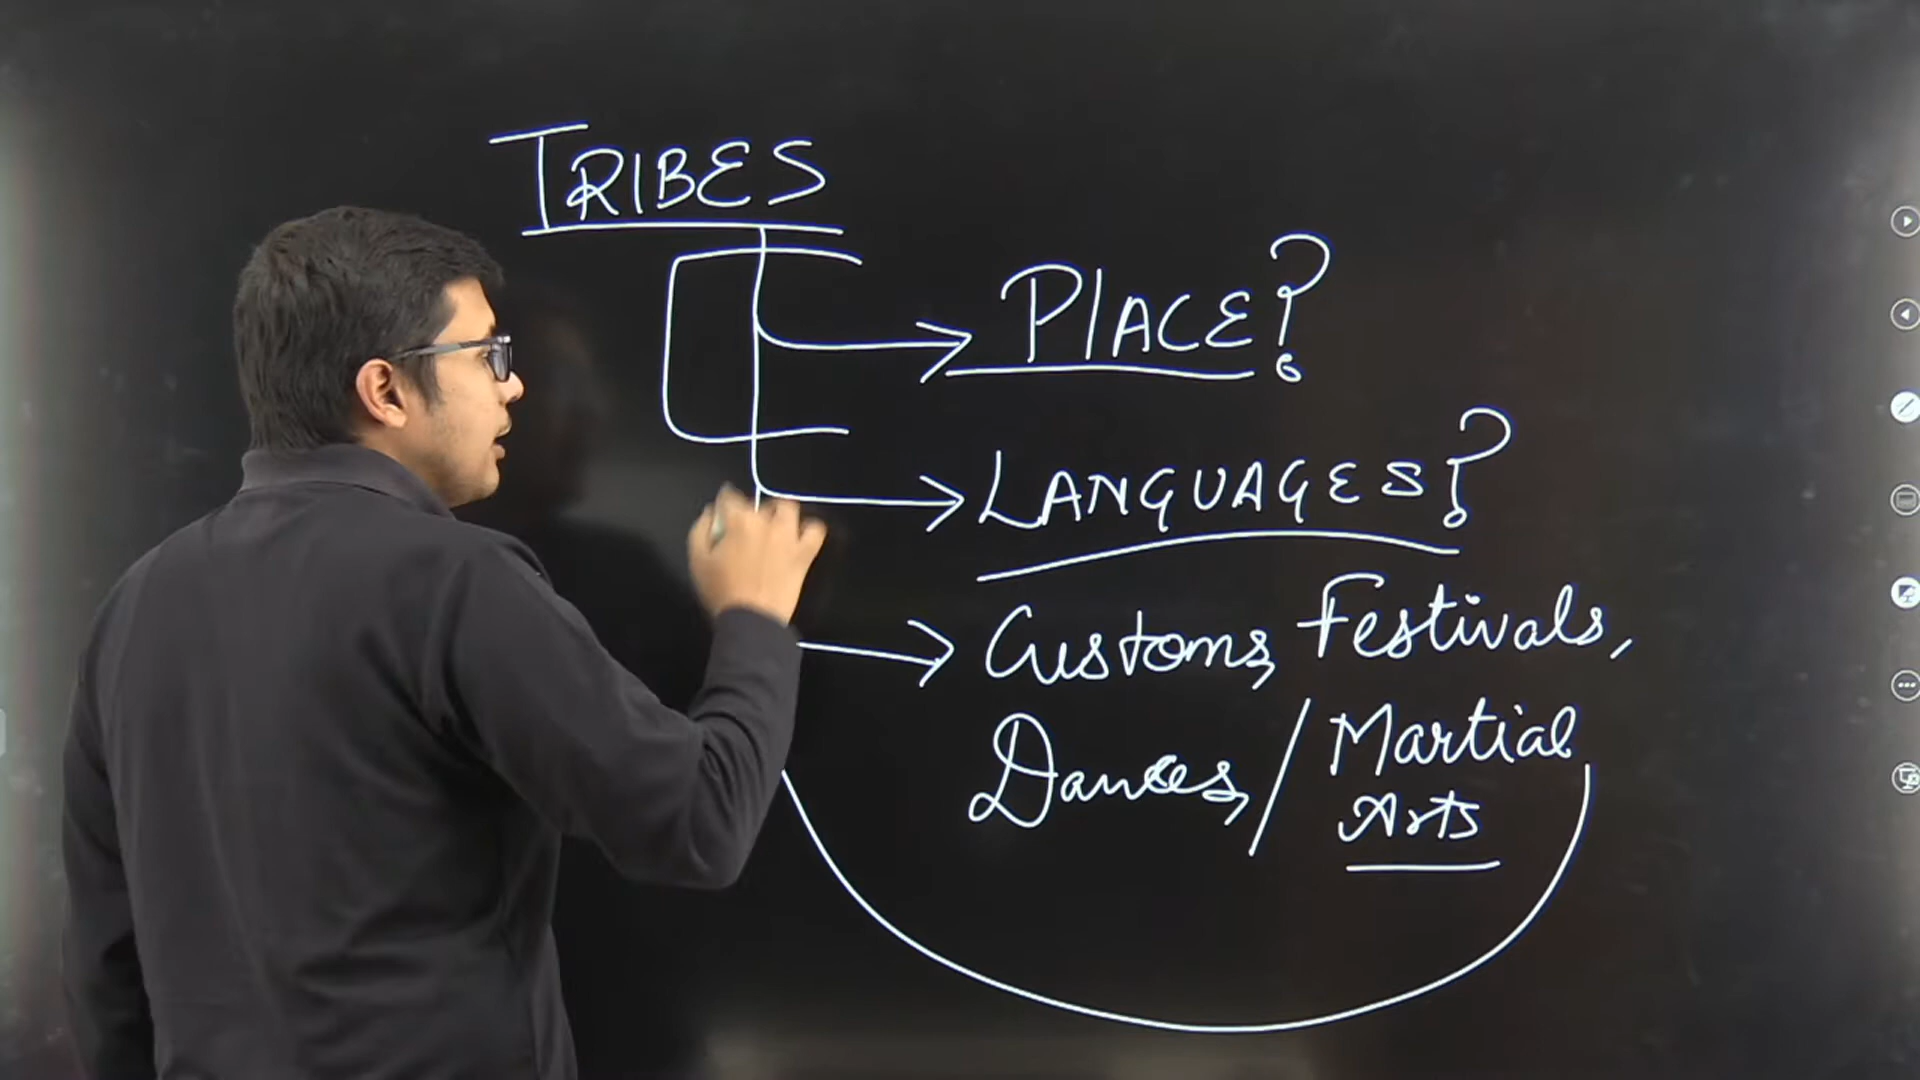 TRIBES
PLACE?
LANGUAGES?
Customs, Festivals,
Dances, / Martial
Arts